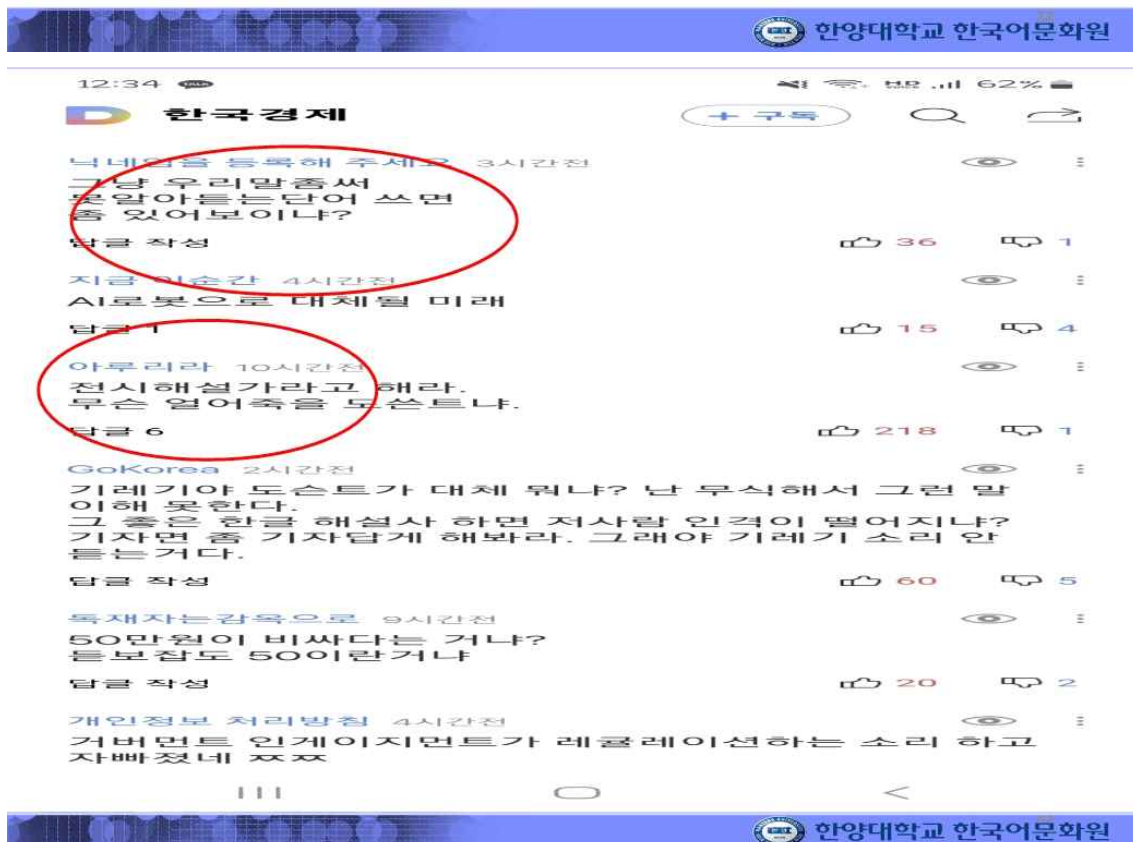 한양대학교 한국어문화원
12:34 62%
한국경제 + 구독
닉네임을 등록해 주세요 3시간전
그냥 우리말좀써
못알아듣는단어 쓰면
좀 있어보이냐?
답글 작성 36 1
지금 이순간 4시간전
AI로봇으로 대체될 미래
답글 1 15 4
아루리라 10시간전
전시해설가라고 해라.
무슨 얼어죽을 도쓴트냐.
답글 6 218 1
GoKorea 2시간전
기레기야 도슨트가 대체 뭐냐? 난 무식해서 그런 말
이해 못한다.
그 좋은 한글 해설사 하면 저사람 인격이 떨어지냐?
기자면 좀 기자답게 해봐라. 그래야 기레기 소리 안
듣는거다.
답글 작성 60 5
독재자는감옥으로 9시간전
50만원이 비싸다는 거냐?
듣보잡도 50이란거냐
답글 작성 20 2
개인정보 처리방침 4시간전
거버먼트 인게이지먼트가 레귤레이션하는 소리 하고
자빠졌네 ㅉㅉ
한양대학교 한국어문화원